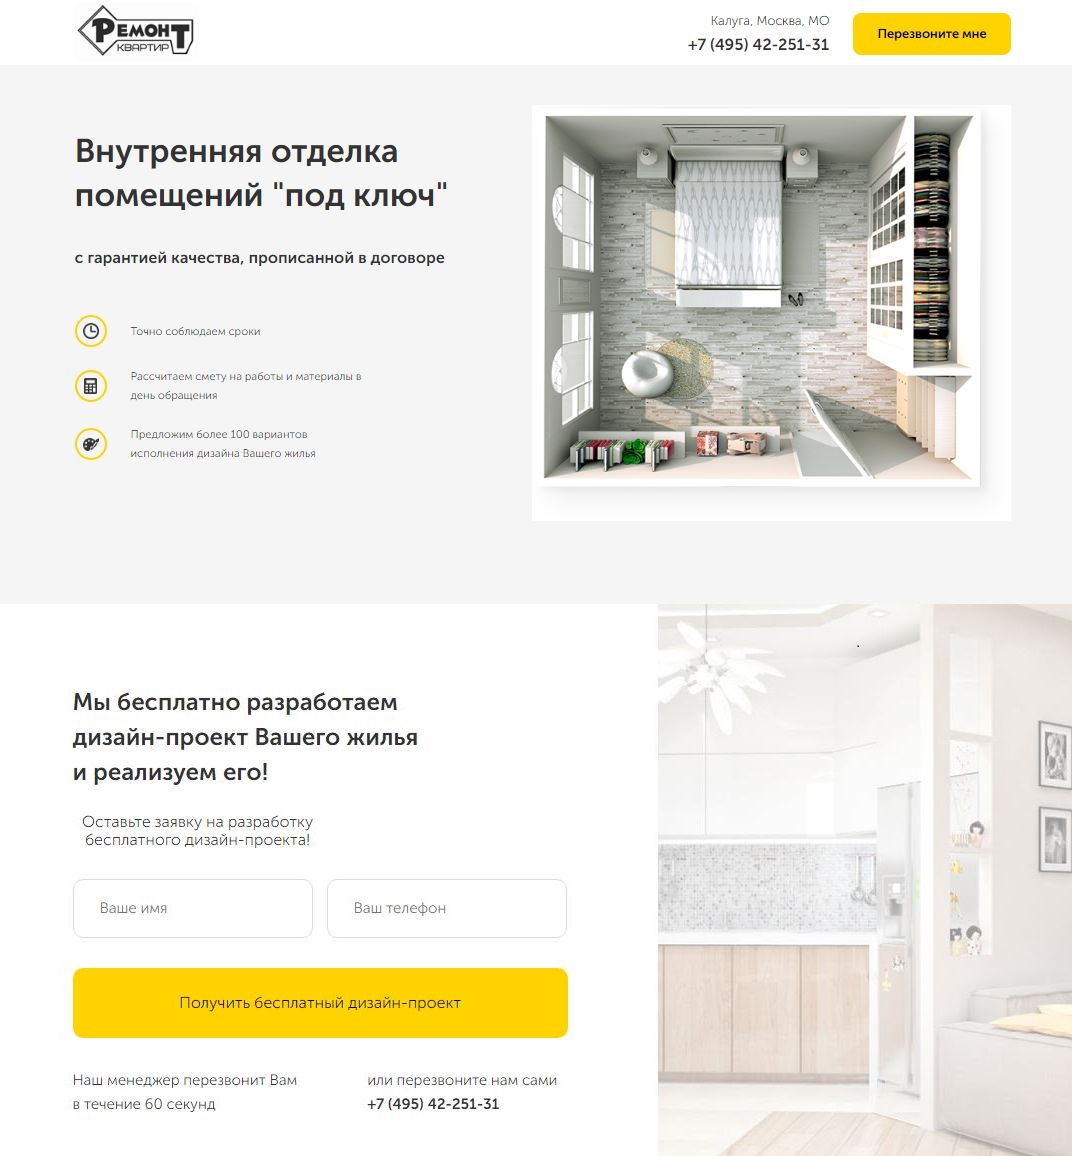 Ремонт
квартир
Калуга, Москва, МО
+7 (495) 42-251-31
Перезвоните мне
Внутренняя отделка
помещений "под ключ"
с гарантией качества, прописанной в договоре
Точно соблюдаем сроки
Рассчитаем смету на работы и материалы в
день обращения
Предложим более 100 вариантов
исполнения дизайна Вашего жилья
Мы бесплатно разработаем
дизайн-проект Вашего жилья
и реализуем его!
Оставьте заявку на разработку
бесплатного дизайн-проекта!
Ваше имя
Ваш телефон
Получить бесплатный дизайн-проект
Наш менеджер перезвонит Вам
в течение 60 секунд
или перезвоните нам сами
+7 (495) 42-251-31